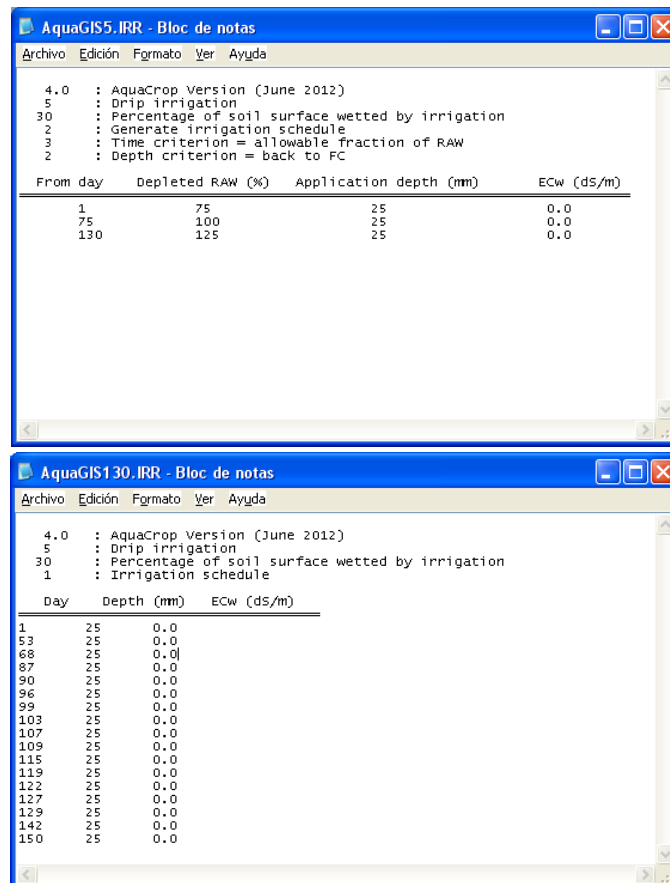 AquaGIS5.IRR - Bloc de notas
Archivo Edición Formato Ver Ayuda
4.0 : AquaCrop Version (June 2012)
5 : Drip irrigation
30 : Percentage of soil surface wetted by irrigation
2 : Generate irrigation schedule
3 : Time criterion = allowable fraction of RAW
2 : Depth criterion = back to FC
From day Depleted RAW (%) Application depth (mm) ECw (dS/m)
1 75 25 0.0
75 100 25 0.0
130 125 25 0.0
AquaGIS130.IRR - Bloc de notas
Archivo Edición Formato Ver Ayuda
4.0 : AquaCrop Version (June 2012)
5 : Drip irrigation
30 : Percentage of soil surface wetted by irrigation
1 : Irrigation schedule
Day Depth (mm) ECw (dS/m)
1 25 0.0
53 25 0.0
68 25 0.0
87 25 0.0
90 25 0.0
96 25 0.0
99 25 0.0
103 25 0.0
107 25 0.0
109 25 0.0
115 25 0.0
119 25 0.0
122 25 0.0
127 25 0.0
129 25 0.0
142 25 0.0
150 25 0.0